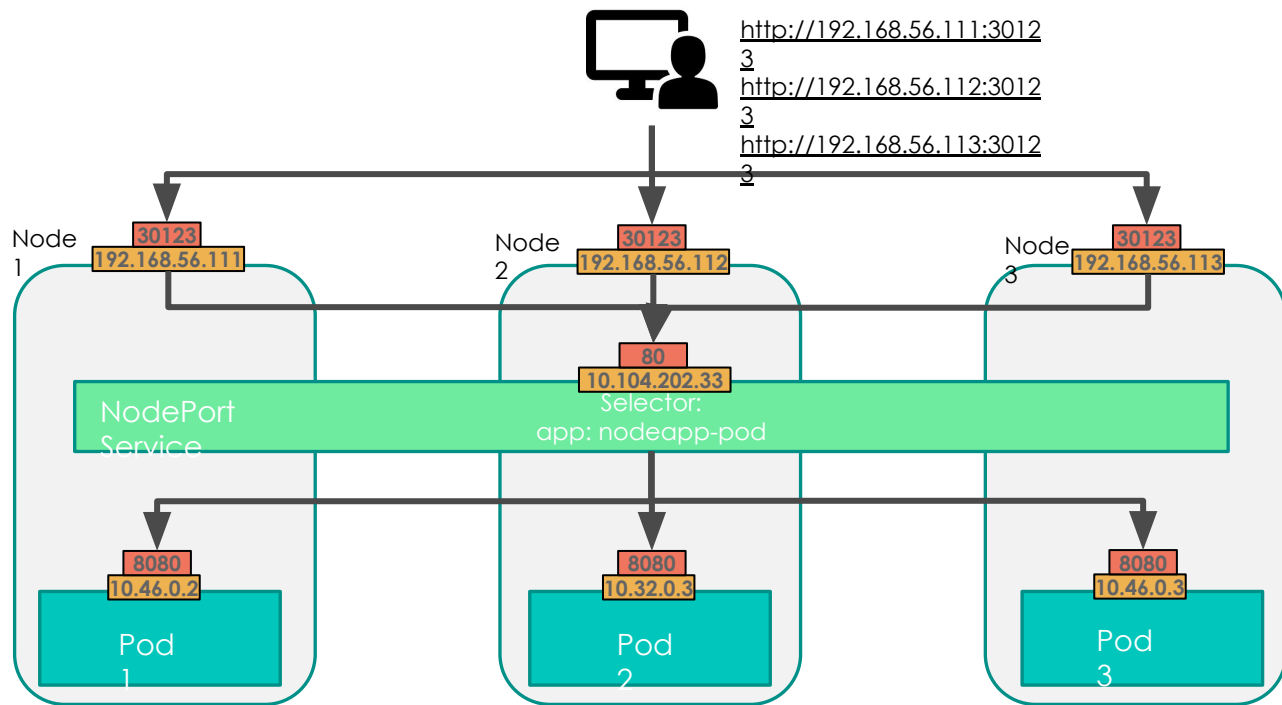 http://192.168.56.111:3012
3
http://192.168.56.112:3012
3
http://192.168.56.113:3012
3
Node
1
30123
192.168.56.111
Node
2
30123
192.168.56.112
Node
3
30123
192.168.56.113
80
10.104.202.33
NodePort
Service
Selector:
app: nodeapp-pod
8080
10.46.0.2
Pod
1
8080
10.32.0.3
Pod
2
8080
10.46.0.3
Pod
3